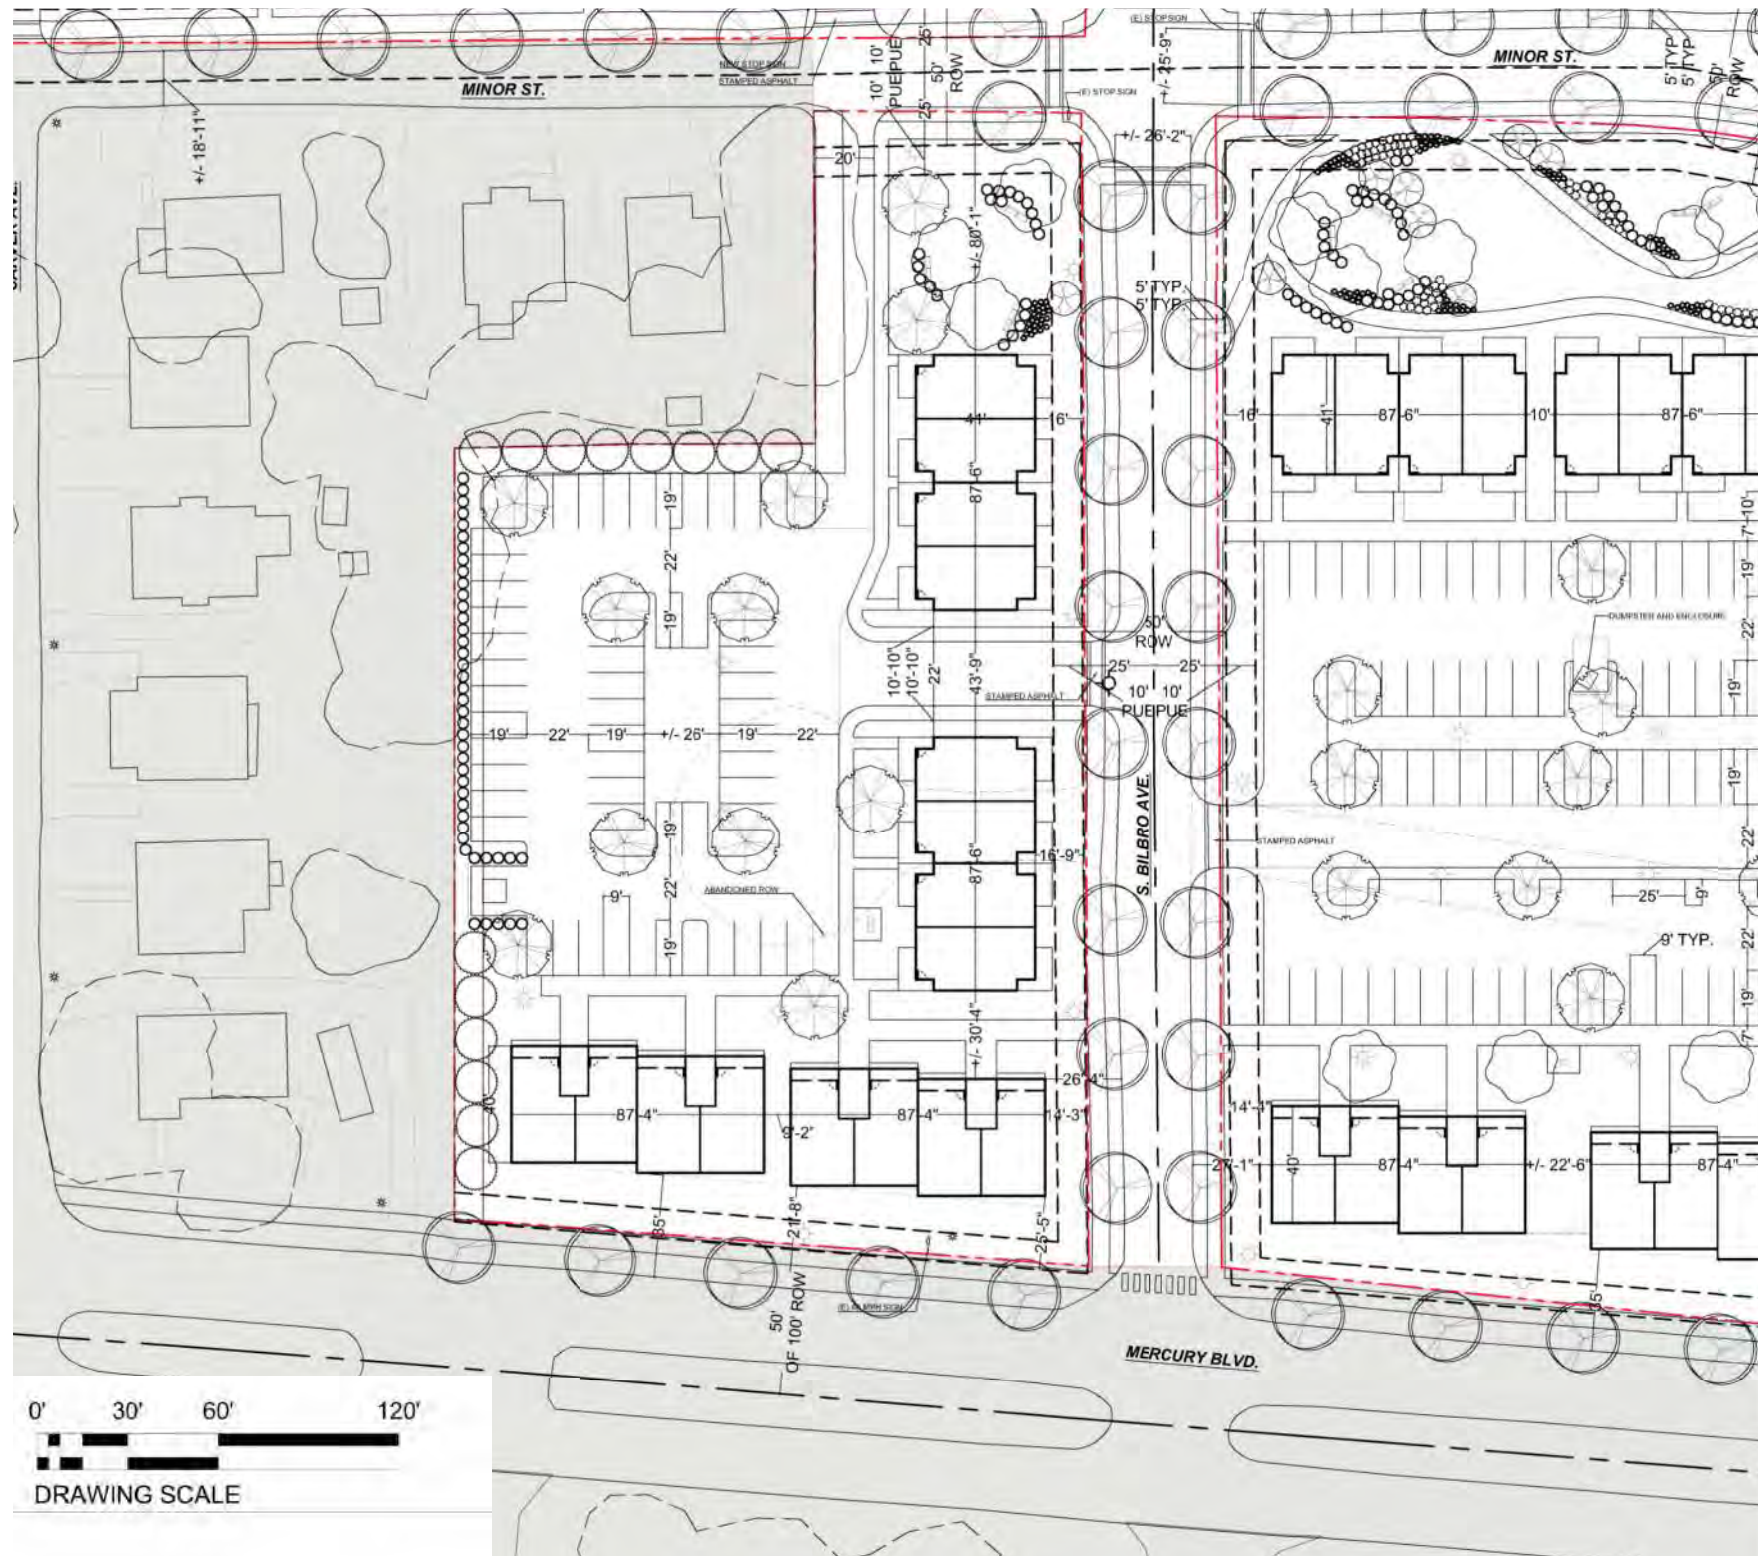 (E) STOP SIGN
MINOR ST.
NEW STOP SIGN
STAMPED ASPHALT
10' 10'
PUEPUE
25'
50'
ROW
25'
(E) STOP SIGN
+/- 25'-9"
MINOR ST.
5' TYP
5' TYP
50'
ROW
+/- 18'-11"
+/- 26'-2"
20'
CARVER AVE.
+/- 80'-1"
5' TYP.
5' TYP.
41'
16'
87'-6"
16'
41'
87'-6"
10'
87'-6"
19'
22'
19'
7'-10"
19'
22'
DUMPSTER AND ENCLOSURE
50'
ROW
25'
25'
10' 10'
PUEPUE
10'-10"
10'-10"
22'
43'-9"
STAMPED ASPHALT
19'
19'
22'
19'
+/- 26'
19'
22'
19'
S. BILBRO AVE.
STAMPED ASPHALT
22'
19'
22'
19'
16'-9"
87'-6"
ABANDONED ROW
9'
25'
9'
22'
9' TYP.
19'
7'
+/- 30'-4"
26'-4"
40'
87'-4"
9'-2"
87'-4"
14'-3"
14'-4"
27'-1"
40'
87'-4"
+/- 22'-6"
87'-4"
35'
21'-8"
25'-5"
35'
50'
OF 100' ROW
MERCURY BLVD.
0' 30' 60' 120'
DRAWING SCALE